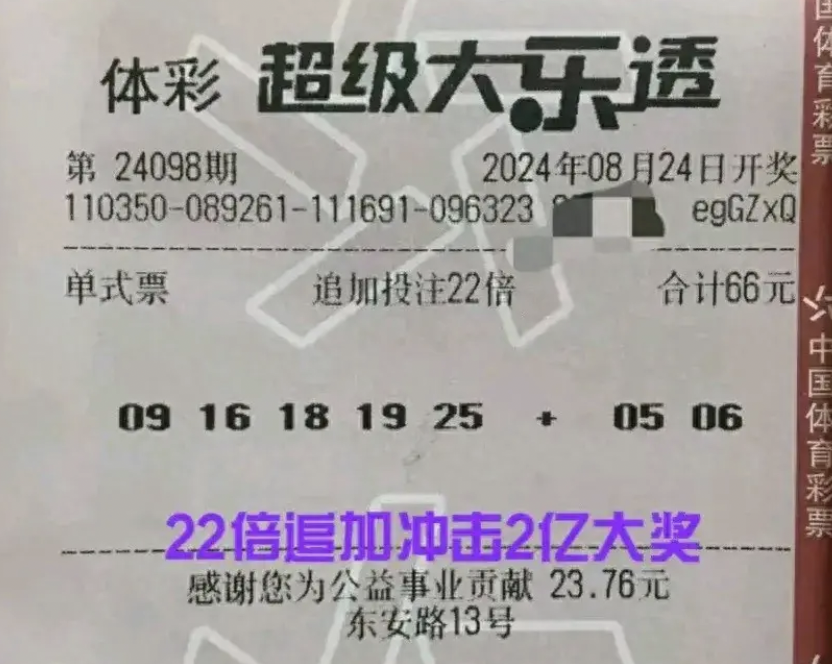 体彩 超级大乐透
第 24098期 2024年08月24日开奖
110350-089261-111691-096323 egGZxQ
单式票 追加投注22倍 合计66元
09 16 18 19 25 + 05 06
22倍追加冲击2亿大奖
感谢您为公益事业贡献 23.76元
东安路13号
国体育彩票
中国体育彩票